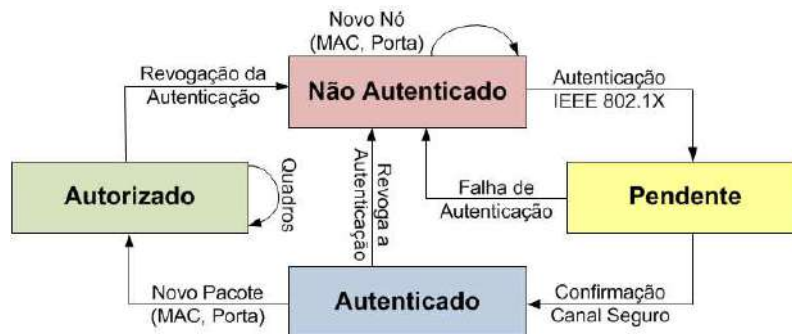 Novo Nó
(MAC, Porta)
Revogação da
Autenticação
Não Autenticado
Autenticação
IEEE 802.1X
Autorizado
Quadros
Revoga a
Autenticação
Falha de
Autenticação
Pendente
Novo Pacote
(MAC, Porta)
Autenticado
Confirmação
Canal Seguro